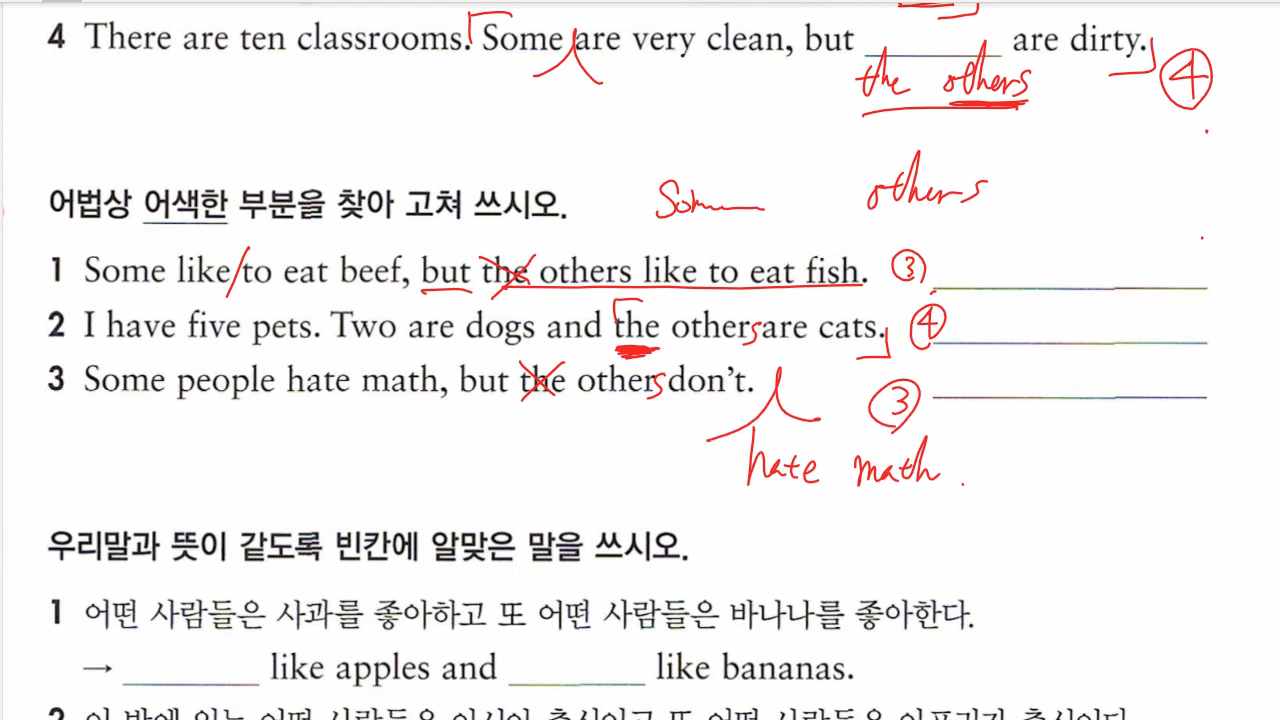 4 There are ten classrooms. Some are very clean, but ______ are dirty.
the others
④
어법상 어색한 부분을 찾아 고쳐 쓰시오.
Some others
1 Some like/to eat beef, but the others like to eat fish. ③
2 I have five pets. Two are dogs and the others are cats. ④
3 Some people hate math, but the others don't. ③
hate math.
우리말과 뜻이 같도록 빈칸에 알맞은 말을 쓰시오.
1 어떤 사람들은 사과를 좋아하고 또 어떤 사람들은 바나나를 좋아한다.
→ ______ like apples and ______ like bananas.